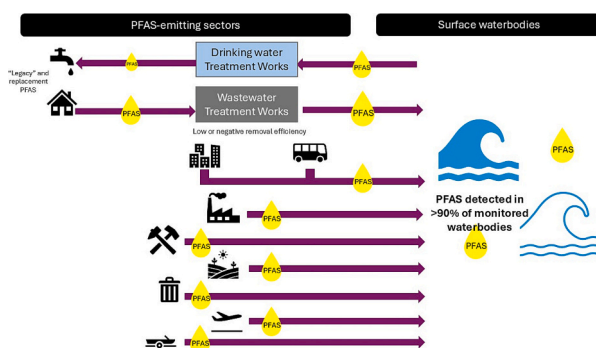 PFAS-emitting sectors
Surface waterbodies
Drinking water
Treatment Works
PFAS
PFAS
"Legacy" and
replacement
PFAS
Wastewater
Treatment Works
PFAS
PFAS
Low or negative removal efficiency
PFAS
PFAS
PFAS detected in
>90% of monitored
waterbodies
PFAS
PFAS
PFAS
PFAS
PFAS
PFAS
PFAS